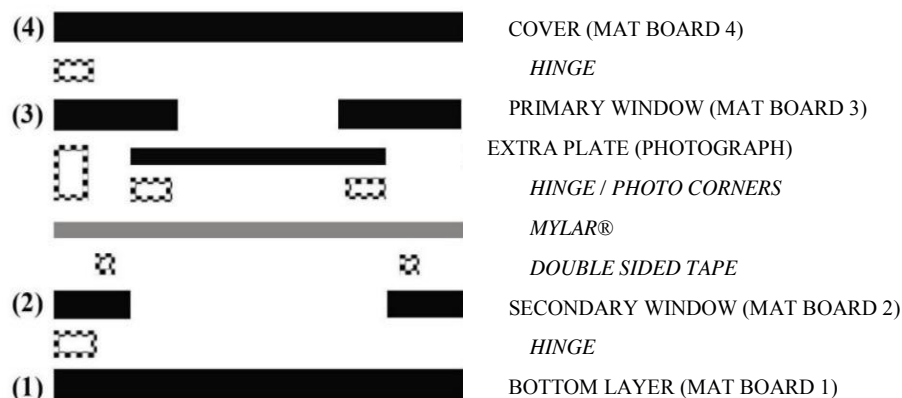 (4) COVER (MAT BOARD 4)
HINGE
(3) PRIMARY WINDOW (MAT BOARD 3)
EXTRA PLATE (PHOTOGRAPH)
HINGE / PHOTO CORNERS
MYLAR®
DOUBLE SIDED TAPE
(2) SECONDARY WINDOW (MAT BOARD 2)
HINGE
(1) BOTTOM LAYER (MAT BOARD 1)